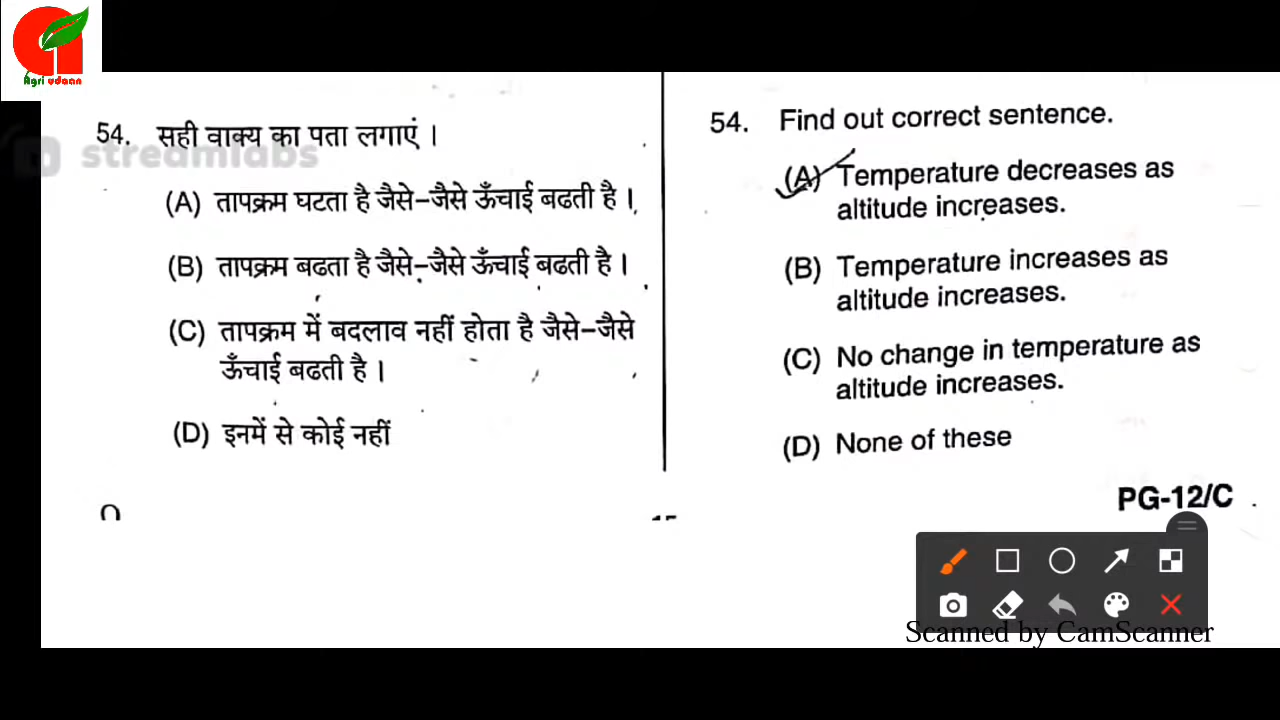 Agri udaan
streamlabs
54. सही वाक्य का पता लगाएं ।
(A) तापक्रम घटता है जैसे–जैसे ऊँचाई बढती है ।
(B) तापक्रम बढता है जैसे–जैसे ऊँचाई बढती है ।
(C) तापक्रम में बदलाव नहीं होता है जैसे–जैसे
ऊँचाई बढती है ।
(D) इनमें से कोई नहीं
54. Find out correct sentence.
(A) Temperature decreases as
altitude increases.
(B) Temperature increases as
altitude increases.
(C) No change in temperature as
altitude increases.
(D) None of these
PG-12/C
Scanned by CamScanner